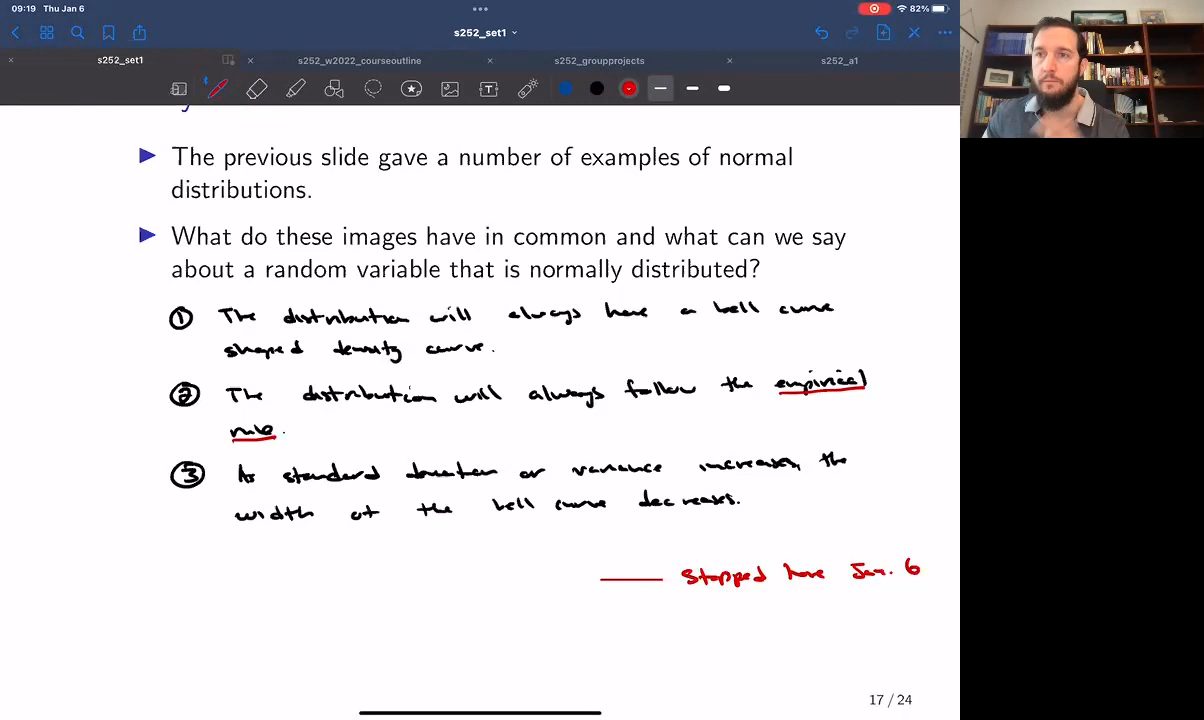 09:19 Thu Jan 6
82%
s252_set1
s252_set1
s252_w2022_courseoutline
s252_groupprojects
s252_a1
The previous slide gave a number of examples of normal
distributions.
What do these images have in common and what can we say
about a random variable that is normally distributed?
① The distribution will always have a bell curve
shaped density curve.
② The distribution will always follow the empirical
rule.
③ As standard deviation or variance increases, the
width of the bell curve decreases.
Stopped here Jan. 6
17 / 24